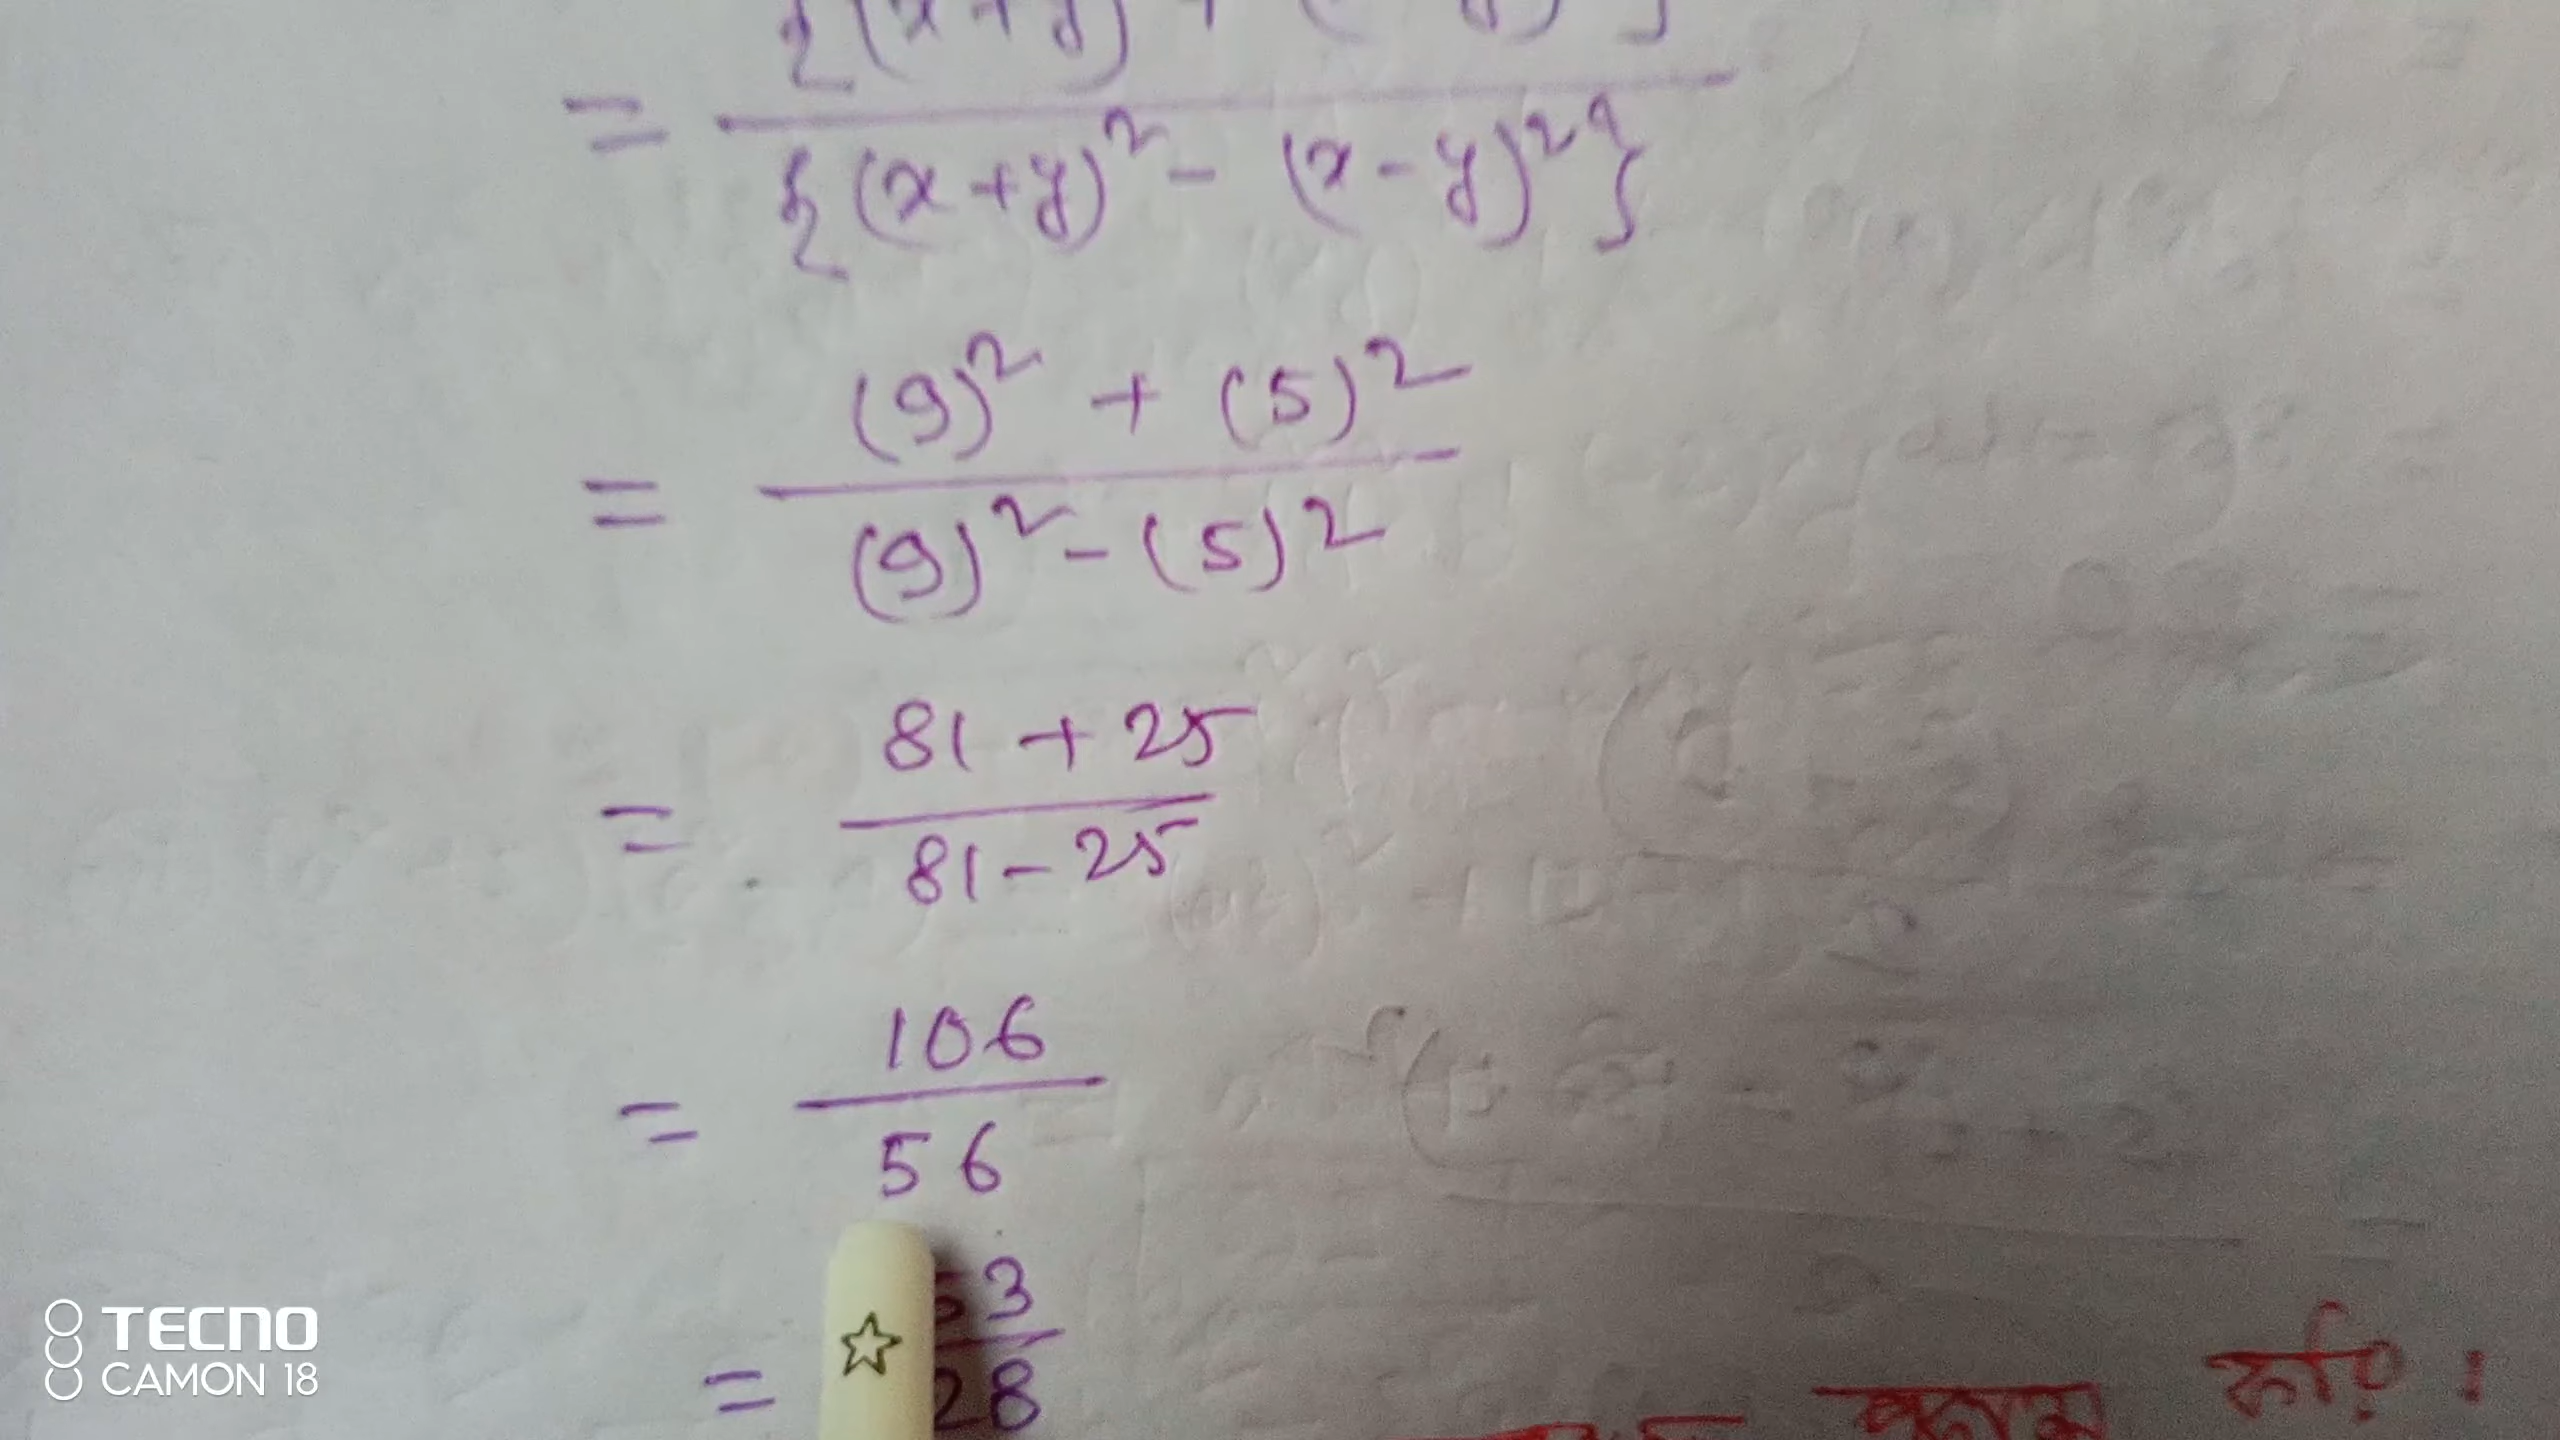 {(x+y)
= ―――――
{(x+y)² - (x-y)²}
(9)² + (5)²
= ―――――
(9)² - (5)²
81 + 25
= ―――――
81 - 25
106
= ―――――
56
53
= ―――――
28
TECNO
CAMON 18